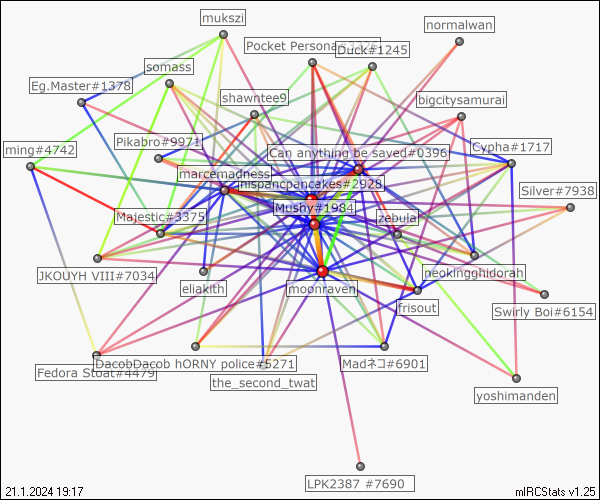 mukszi
normalwan
Pocket Persona
Duck#1245
somass
Eg.Master#1378
shawntee9
bigcitysamurai
Pikabro#9971
ming#4742
Can anything be saved#0396
Cypha#1717
marcemadness
hispancpancakes#2928
Silver#7938
Mushy#1984
Majestic#3375
zebula
JKOUYH VIII#7034
neokingghidorah
eliakith
moonraven
frisout
Swirly Boi#6154
DacobDacob hORNY police#5271
Madネコ#6901
Fedora Stoat#4479
the_second_twat
yoshimanden
LPK2387 #7690
21.1.2024 19:17
mIRCStats v1.25